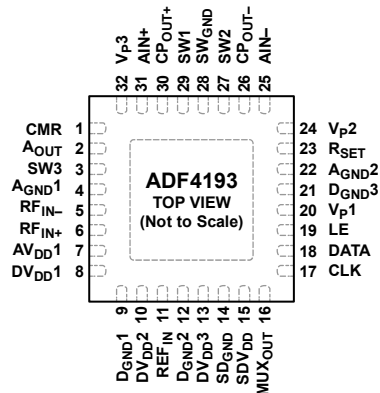 VP3
AIN+
CPOUT+
SW1
SWGND
SW2
CPOUT–
AIN–
32
31
30
29
28
27
26
25
CMR 1
AOUT 2
SW3 3
AGND1 4
RFIN– 5
RFIN+ 6
AVDD1 7
DVDD1 8
ADF4193
TOP VIEW
(Not to Scale)
24 VP2
23 RSET
22 AGND2
21 DGND3
20 VP1
19 LE
18 DATA
17 CLK
9
10
11
12
13
14
15
16
DGND1
DVDD2
REFIN
DGND2
DVDD3
SDGND
SDVDD
MUXOUT